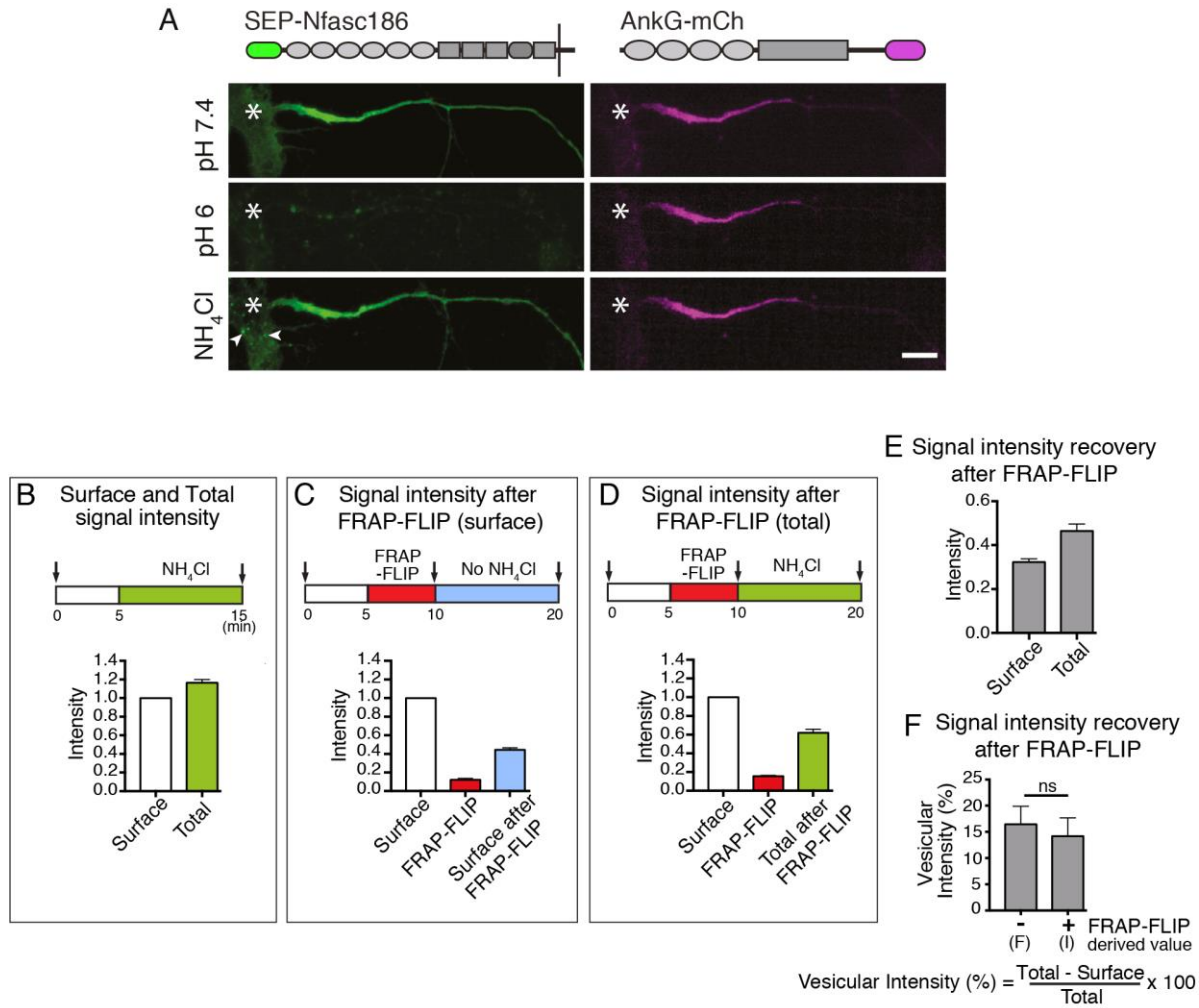 A
SEP-Nfasc186
AnkG-mCh
pH 7.4
*
*
pH 6
*
*
NH4Cl
*
*
B Surface and Total
signal intensity
NH4Cl
0 5 15
(min)
Intensity
1.4
1.2
1.0
0.8
0.6
0.4
0.2
0.0
Surface
Total
C Signal intensity after
FRAP-FLIP (surface)
FRAP
-FLIP
No NH4Cl
0 5 10 20
Intensity
1.4
1.2
1.0
0.8
0.6
0.4
0.2
0.0
Surface
FRAP-FLIP
Surface after
FRAP-FLIP
D Signal intensity after
FRAP-FLIP (total)
FRAP
-FLIP
NH4Cl
0 5 10 20
Intensity
1.4
1.2
1.0
0.8
0.6
0.4
0.2
0.0
Surface
FRAP-FLIP
Total after
FRAP-FLIP
E Signal intensity recovery
after FRAP-FLIP
Intensity
0.6
0.4
0.2
0.0
Surface
Total
F Signal intensity recovery
after FRAP-FLIP
Vesicular
Intensity (%)
25
20
15
10
5
0
ns
- + FRAP-FLIP
(F) (I) derived value
Vesicular Intensity (%) = Total - Surface / Total x 100